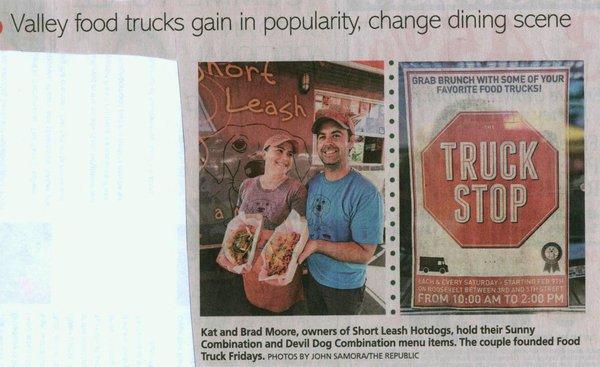 Valley food trucks gain in popularity, change dining scene
Short
Leash
a
GRAB BRUNCH WITH SOME OF YOUR
FAVORITE FOOD TRUCKS!
THE
TRUCK
STOP
EACH & EVERY SATURDAY - STARTING FEB 9TH
ON ROOSEVELT BETWEEN 3RD AND 5TH STREET
FROM 10:00 AM TO 2:00 PM
Kat and Brad Moore, owners of Short Leash Hotdogs, hold their Sunny
Combination and Devil Dog Combination menu items. The couple founded Food
Truck Fridays. PHOTOS BY JOHN SAMORA/THE REPUBLIC